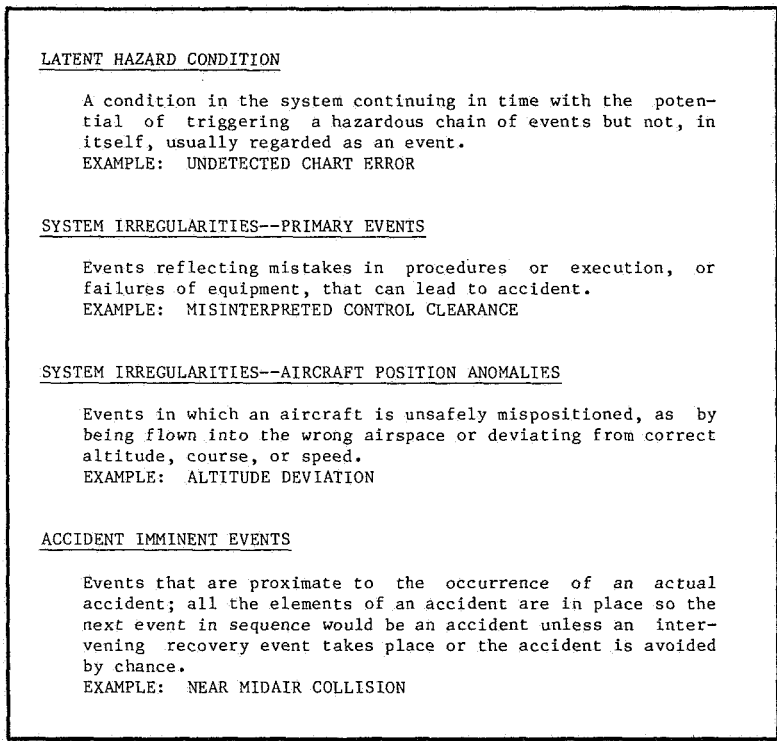 LATENT HAZARD CONDITION
A condition in the system continuing in time with the poten-
tial of triggering a hazardous chain of events but not, in
itself, usually regarded as an event.
EXAMPLE: UNDETECTED CHART ERROR
SYSTEM IRREGULARITIES--PRIMARY EVENTS
Events reflecting mistakes in procedures or execution, or
failures of equipment, that can lead to accident.
EXAMPLE: MISINTERPRETED CONTROL CLEARANCE
SYSTEM IRREGULARITIES--AIRCRAFT POSITION ANOMALIES
Events in which an aircraft is unsafely mispositioned, as by
being flown into the wrong airspace or deviating from correct
altitude, course, or speed.
EXAMPLE: ALTITUDE DEVIATION
ACCIDENT IMMINENT EVENTS
Events that are proximate to the occurrence of an actual
accident; all the elements of an accident are in place so the
next event in sequence would be an accident unless an inter-
vening recovery event takes place or the accident is avoided
by chance.
EXAMPLE: NEAR MIDAIR COLLISION